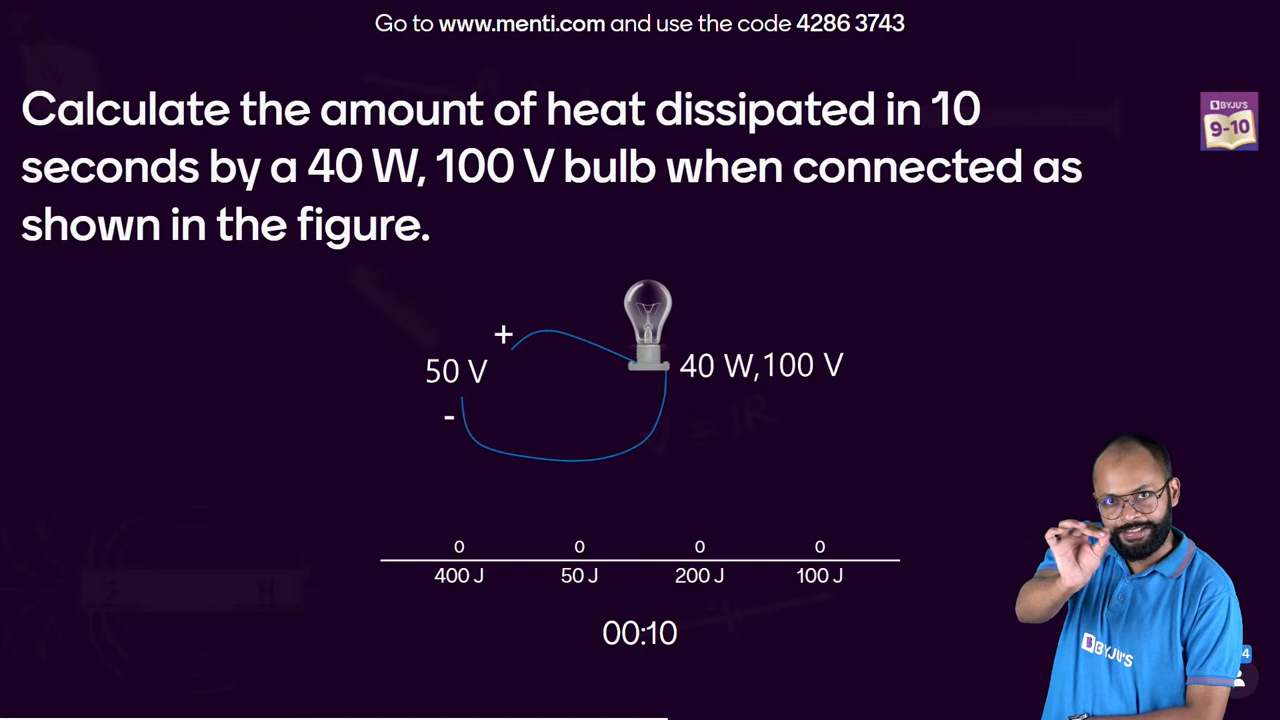 Go to www.menti.com and use the code 4286 3743
Calculate the amount of heat dissipated in 10
seconds by a 40 W, 100 V bulb when connected as
shown in the figure.
BYJU'S
9-10
+
50 V
-
40 W,100 V
= IR
0 0 0 0
400 J 50 J 200 J 100 J
00:10
BYJU'S
4